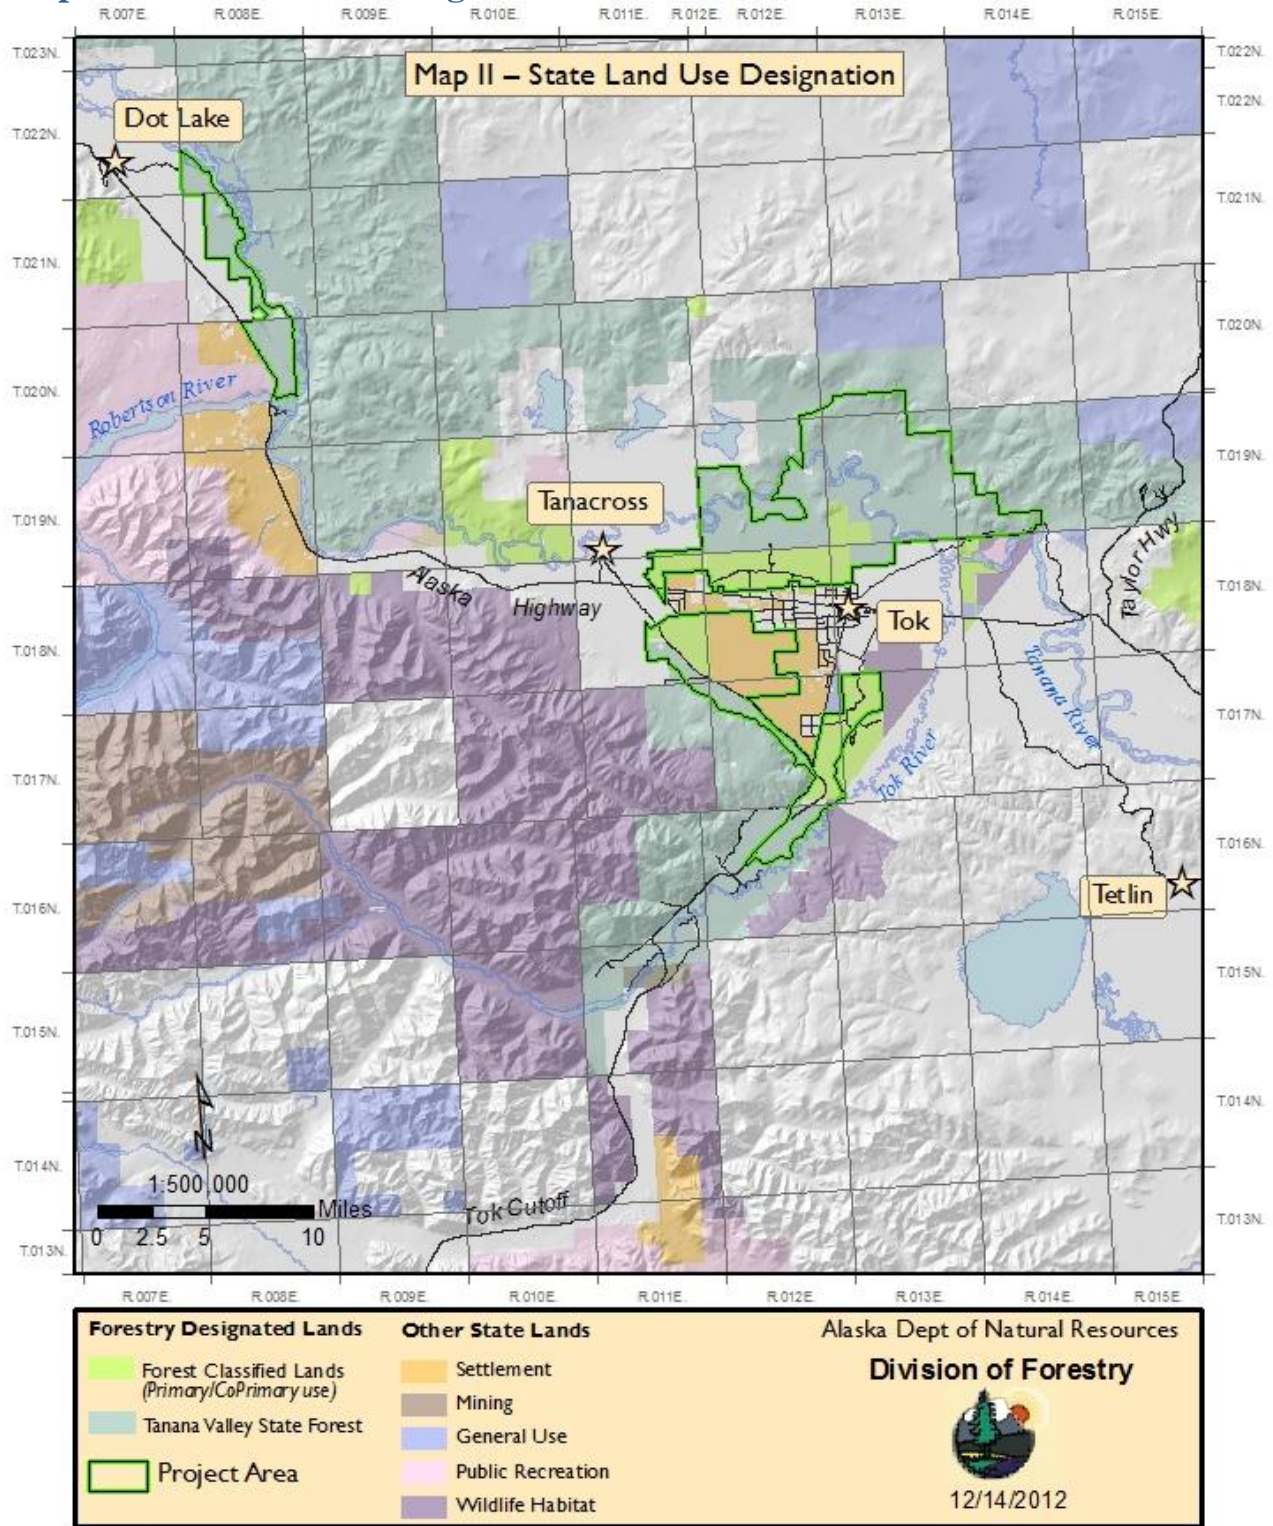 R.007E. R.008E. R.009E. R.010E. R.011E. R.012E. R.012E. R.013E. R.014E. R.015E.
Map II – State Land Use Designation
T.023N. T.022N.
T.022N.
Dot Lake
T.022N.
T.021N.
T.021N.
T.020N.
T.020N.
Robertson River
T.019N.
Tanacross
T.019N.
Taylor Hwy
Alaska
Highway
T.018N.
Tok
T.018N.
Tanana River
T.017N.
Tok River
T.017N.
T.016N.
Tetlin
T.016N.
T.015N.
T.015N.
T.014N.
N
T.014N.
1:500,000
Miles
0 2.5 5 10
Tok Cutoff
T.013N.
T.013N.
R.007E. R.008E. R.009E. R.010E. R.011E. R.012E. R.013E. R.014E. R.015E.
Forestry Designated Lands
Forest Classified Lands
(Primary/CoPrimary use)
Tanana Valley State Forest
Project Area
Other State Lands
Settlement
Mining
General Use
Public Recreation
Wildlife Habitat
Alaska Dept of Natural Resources
Division of Forestry
12/14/2012